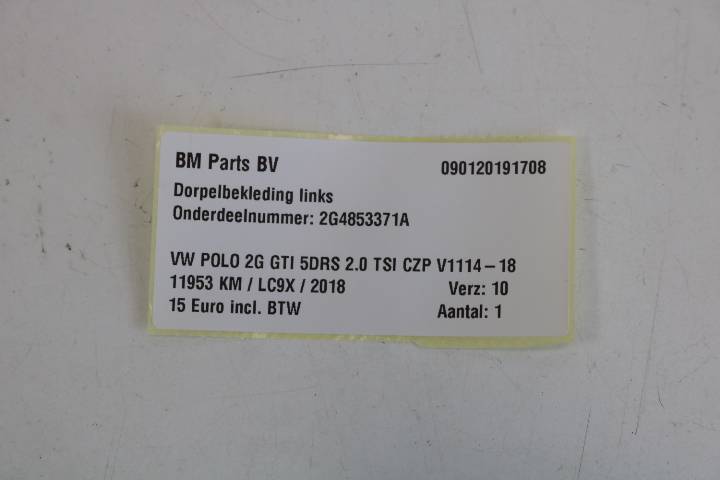 BM Parts BV 090120191708
Dorpelbekleding links
Onderdeelnummer: 2G4853371A
VW POLO 2G GTI 5DRS 2.0 TSI CZP V1114 – 18
11953 KM / LC9X / 2018 Verz: 10
15 Euro incl. BTW Aantal: 1